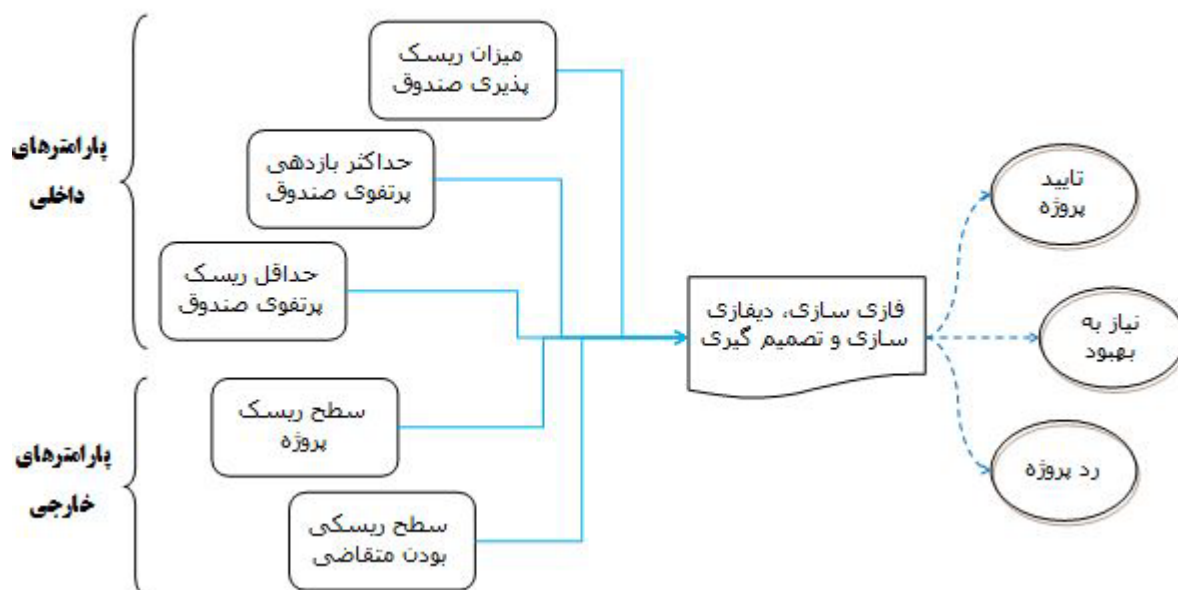 پارامترهای
داخلی
میزان ریسک
پذیری صندوق
حداکثر بازدهی
پرتفوی صندوق
حداقل ریسک
پرتفوی صندوق
پارامترهای
خارجی
سطح ریسک
پروژه
سطح ریسکی
بودن متقاضی
فازی سازی، دیفازی
سازی و تصمیم گیری
تایید
پروژه
نیاز به
بهبود
رد پروژه